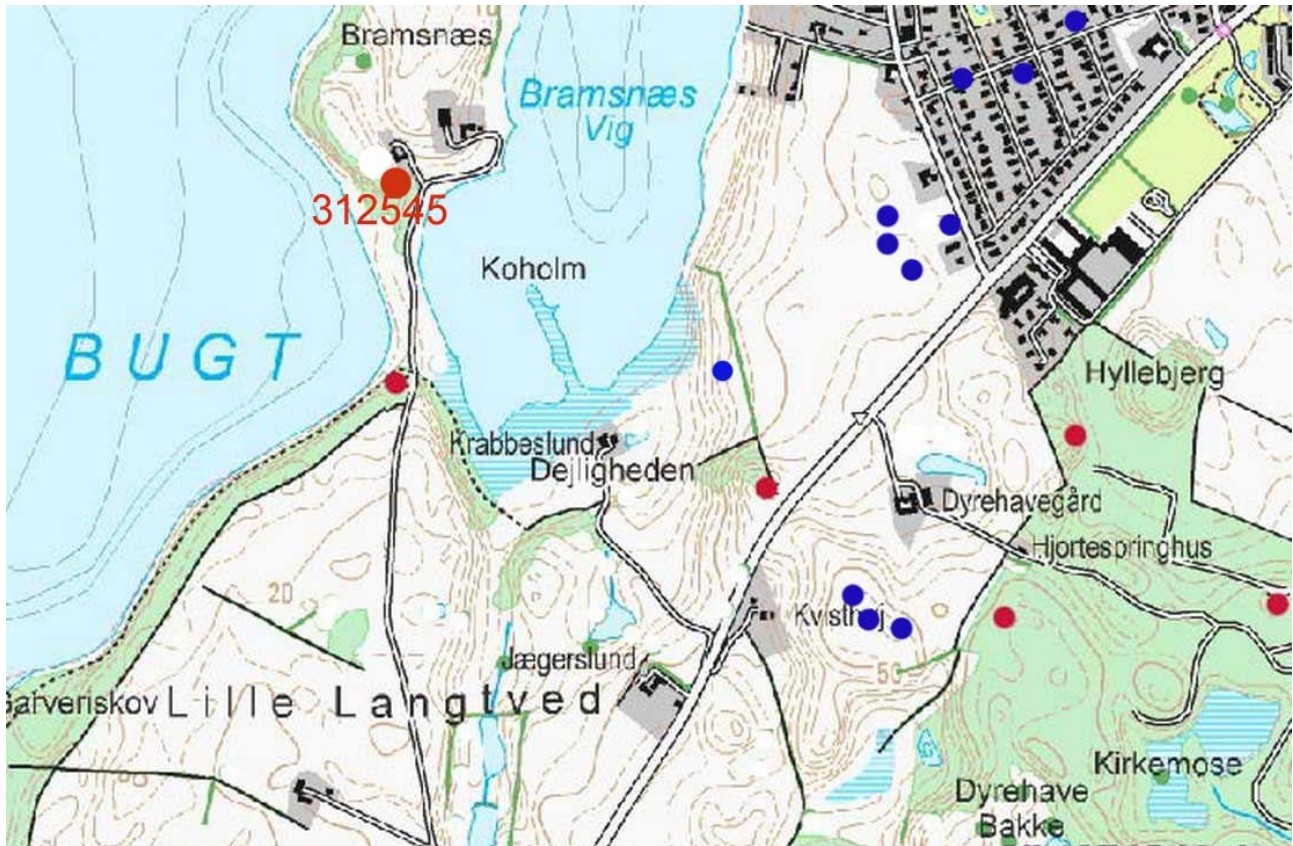 Bramsnæs
Bramsnæs
Vig
312545
Koholm
BUGT
Hyllebjerg
Krabbeslund
Dejligheden
Dyrehavegård
Hjortespringhus
20
Kvisthøj
Jægerslund
50
Garveriskov
Lille Langtved
Kirkemose
Dyrehave
Bakke